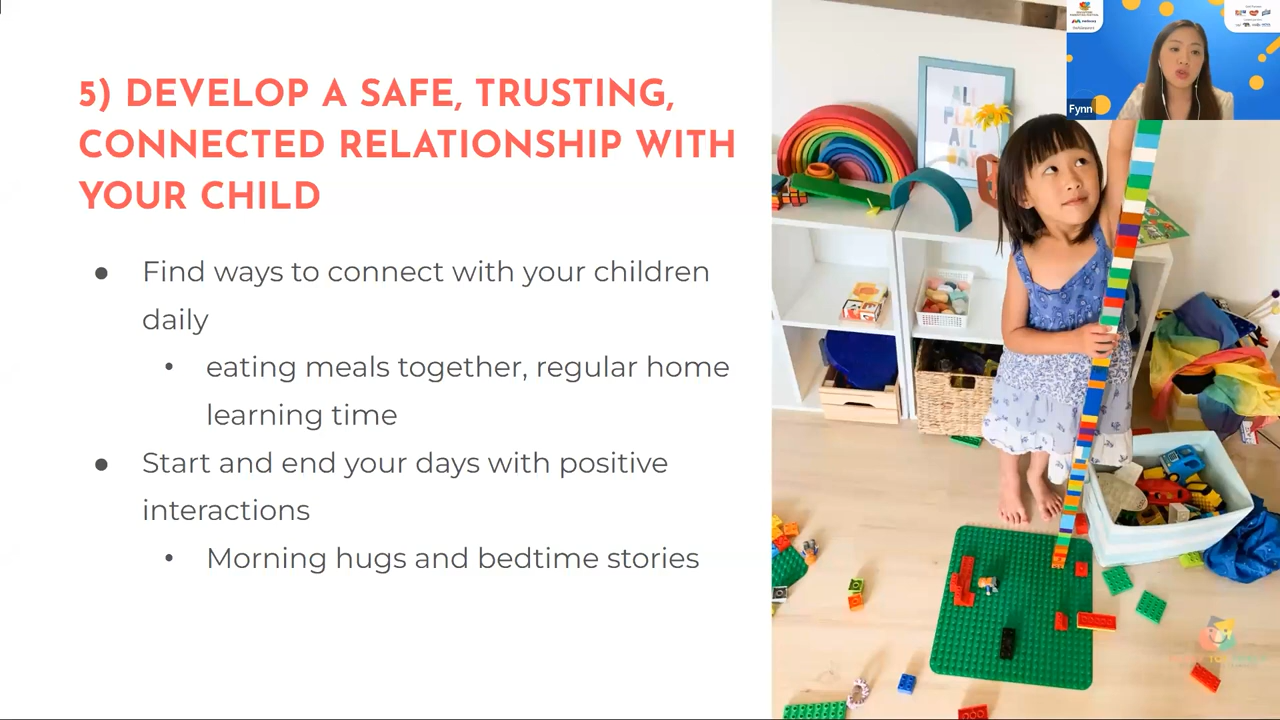 5) DEVELOP A SAFE, TRUSTING,
CONNECTED RELATIONSHIP WITH
YOUR CHILD
● Find ways to connect with your children
daily
• eating meals together, regular home
learning time
● Start and end your days with positive
interactions
• Morning hugs and bedtime stories
ALL
ALL
Fynn